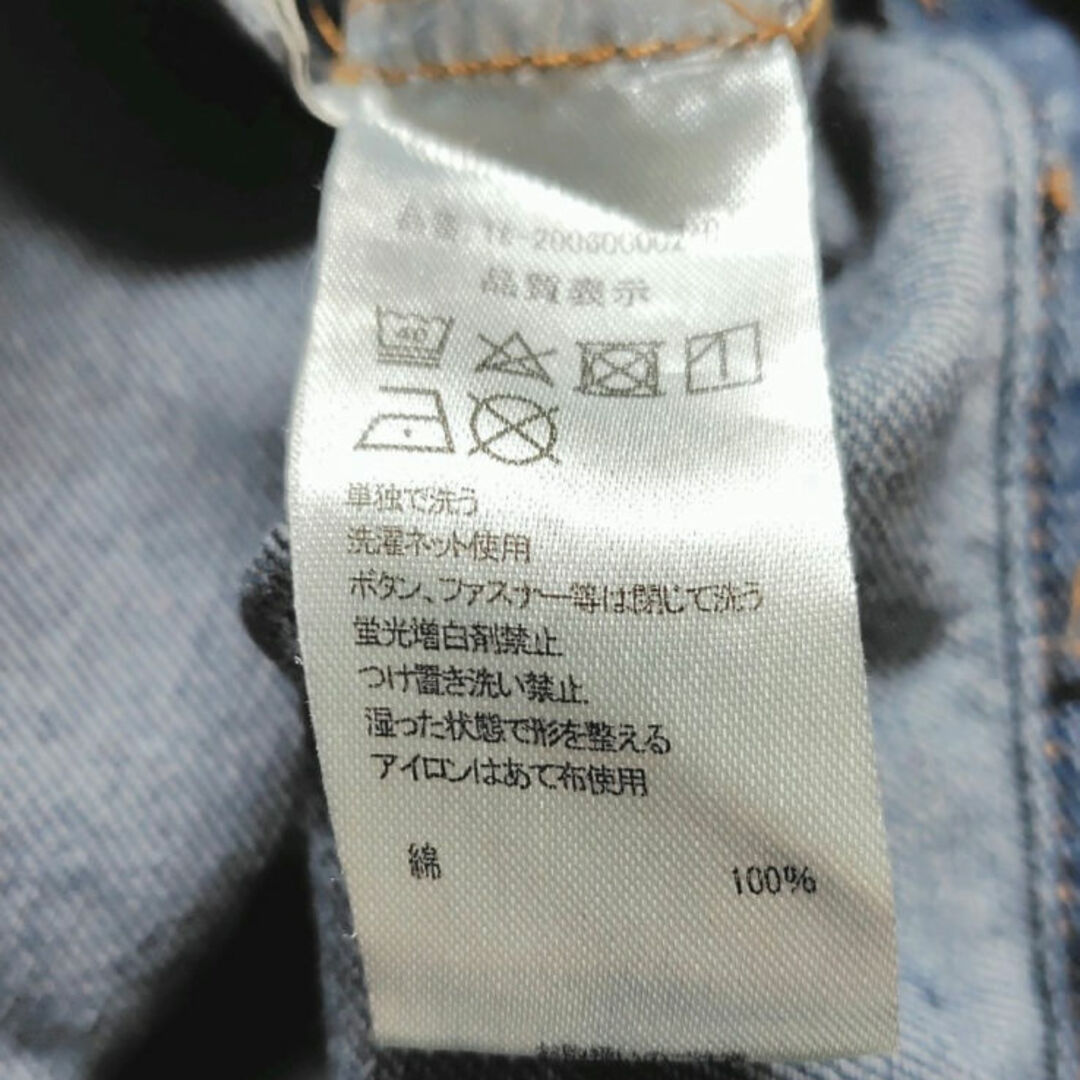 品質表示
40
単独で洗う
洗濯ネット使用
ボタン、ファスナー等は閉じて洗う
蛍光増白剤禁止
つけ置き洗い禁止
湿った状態で形を整える
アイロンはあて布使用
綿 100%